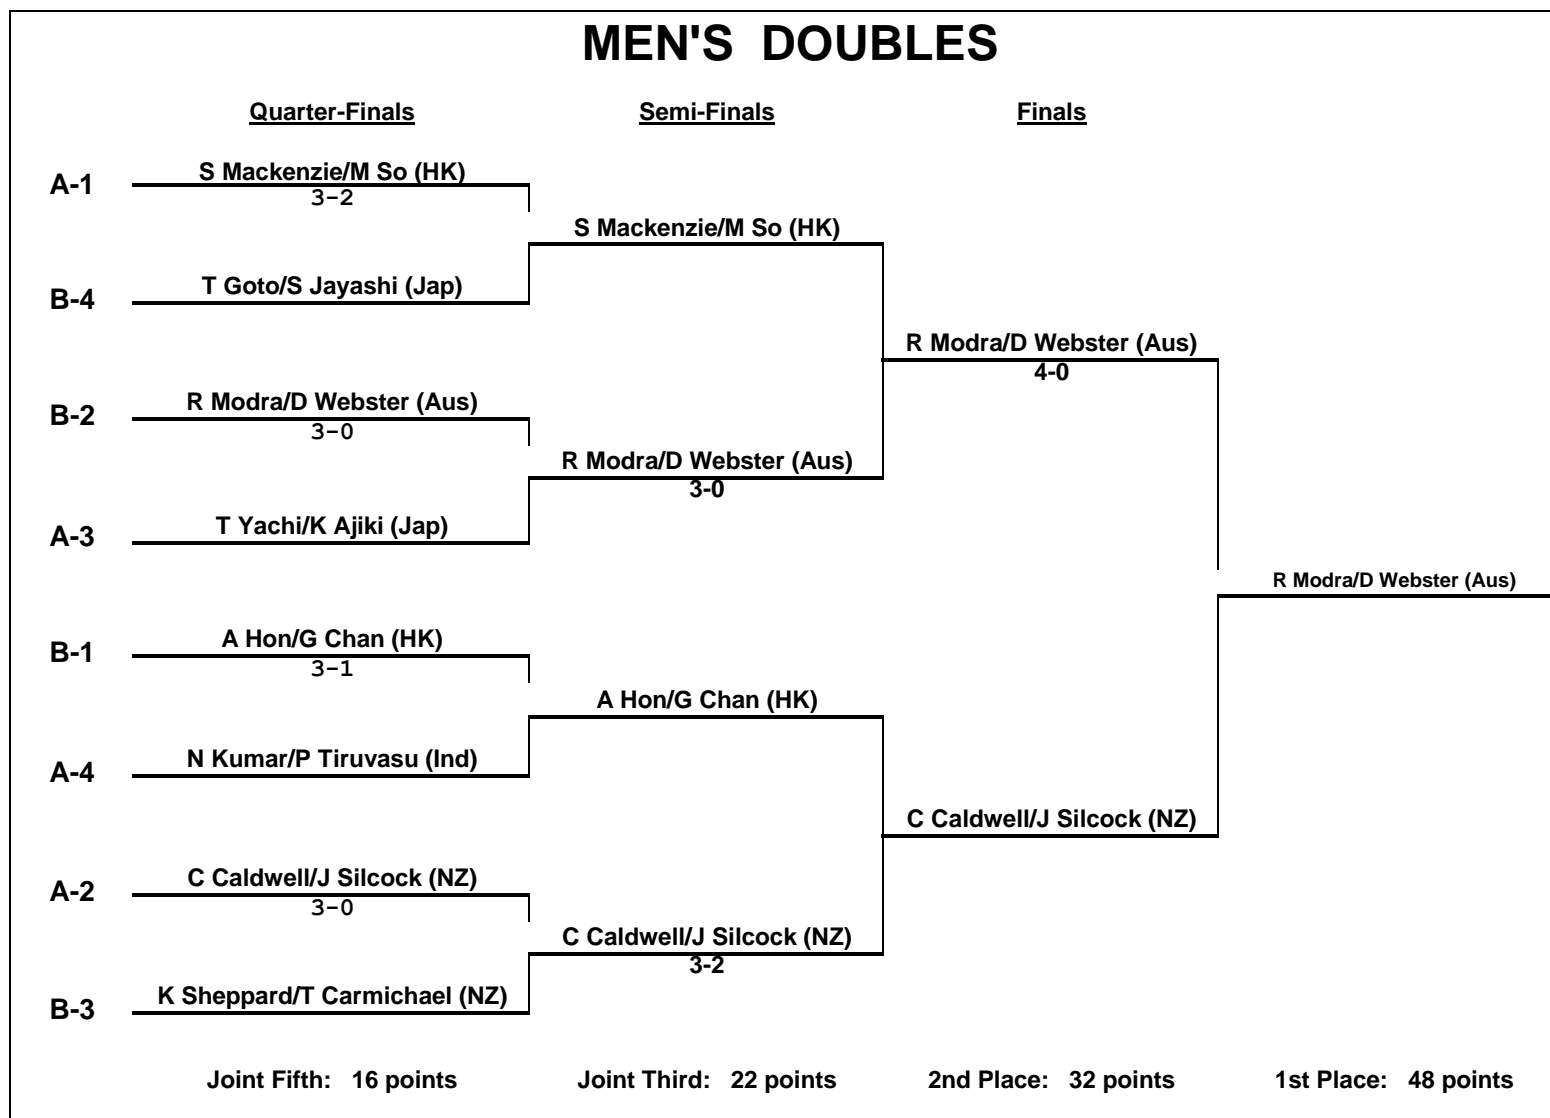 MEN'S DOUBLES
Quarter-Finals Semi-Finals Finals
A-1 S Mackenzie/M So (HK)
3-2
S Mackenzie/M So (HK)
B-4 T Goto/S Jayashi (Jap)
R Modra/D Webster (Aus)
4-0
B-2 R Modra/D Webster (Aus)
3-0
R Modra/D Webster (Aus)
3-0
A-3 T Yachi/K Ajiki (Jap)
R Modra/D Webster (Aus)
B-1 A Hon/G Chan (HK)
3-1
A Hon/G Chan (HK)
A-4 N Kumar/P Tiruvasu (Ind)
C Caldwell/J Silcock (NZ)
A-2 C Caldwell/J Silcock (NZ)
3-0
C Caldwell/J Silcock (NZ)
3-2
B-3 K Sheppard/T Carmichael (NZ)
Joint Fifth: 16 points Joint Third: 22 points 2nd Place: 32 points 1st Place: 48 points